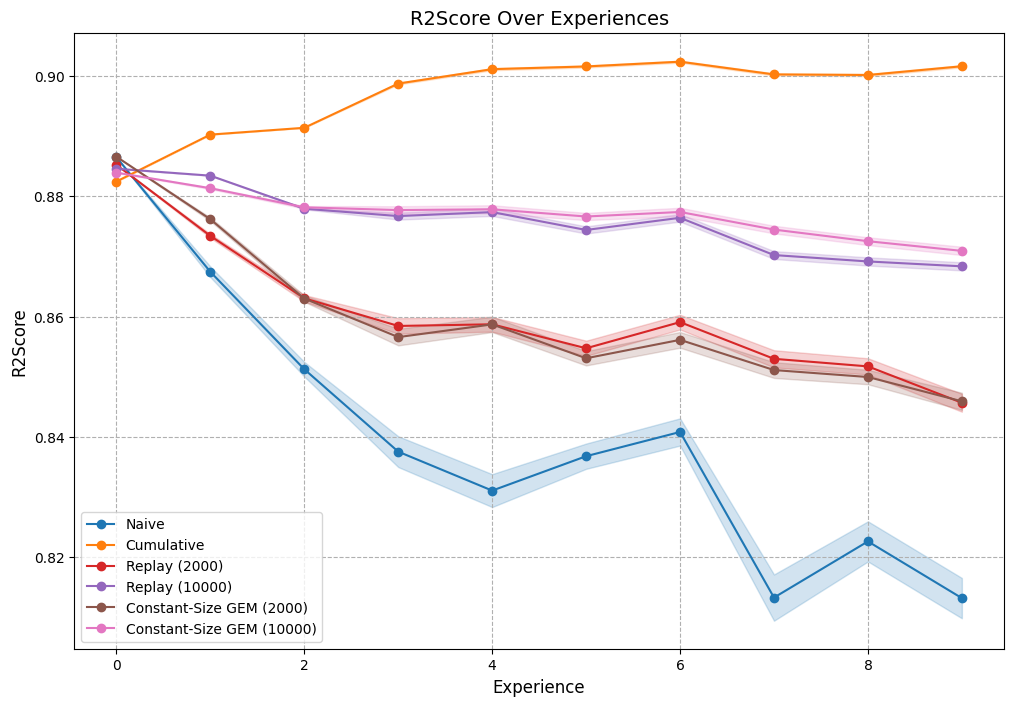 R2Score Over Experiences
R2Score
0.90
0.88
0.86
0.84
0.82
Naive
Cumulative
Replay (2000)
Replay (10000)
Constant-Size GEM (2000)
Constant-Size GEM (10000)
0 2 4 6 8
Experience